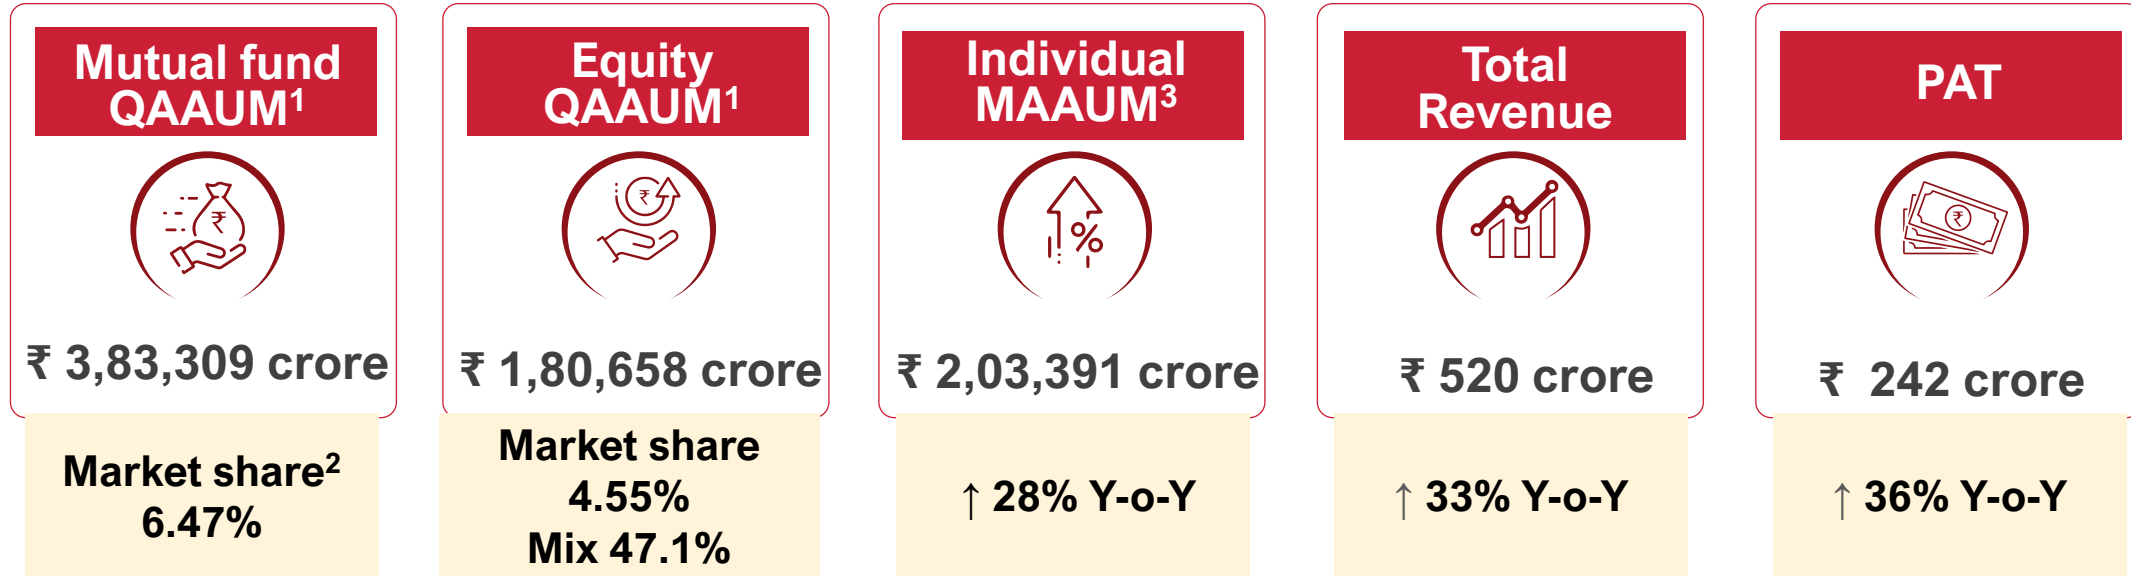 Mutual fund
QAAUM¹
₹
₹ 3,83,309 crore
Market share²
6.47%
Equity
QAAUM¹
₹
₹ 1,80,658 crore
Market share
4.55%
Mix 47.1%
Individual
MAAUM³
%
₹ 2,03,391 crore
↑ 28% Y-o-Y
Total
Revenue
₹ 520 crore
↑ 33% Y-o-Y
PAT
₹
₹ 242 crore
↑ 36% Y-o-Y